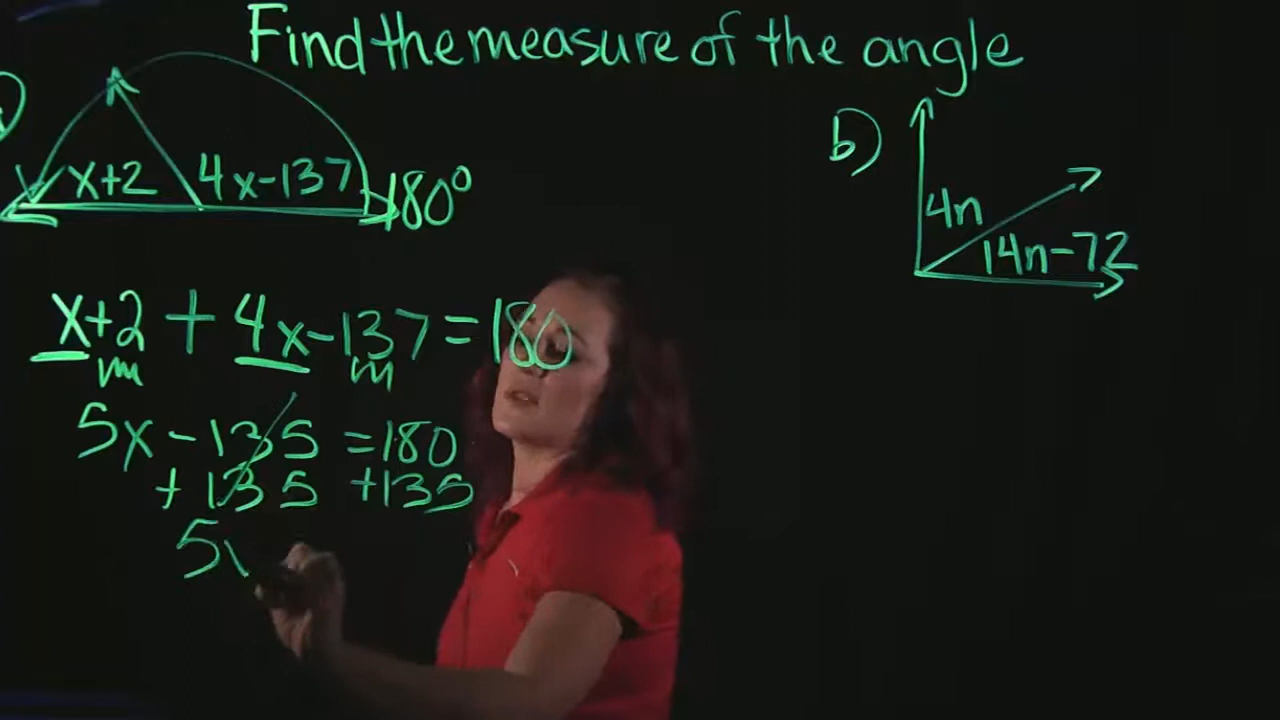 Find the measure of the angle
x+2 4x-137 180°
b)
4n
14n-72
x+2 + 4x-137 = 180
5x - 135 = 180
+ 135 +135
5x